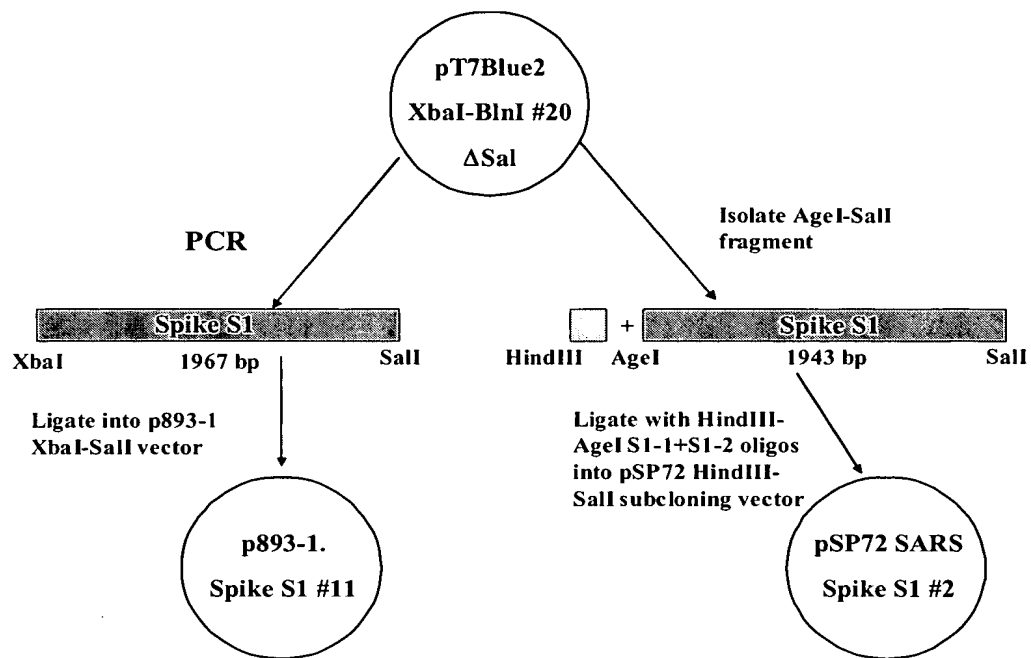 pT7Blue2
XbaI-BlnI #20
ΔSal
PCR
Isolate AgeI-SalI
fragment
Spike S1
XbaI
1967 bp
SalI
+
Spike S1
HindIII
AgeI
1943 bp
SalI
Ligate into p893-1
XbaI-SalI vector
Ligate with HindIII-
AgeI S1-1+S1-2 oligos
into pSP72 HindIII-
SalI subcloning vector
p893-1.
Spike S1 #11
pSP72 SARS
Spike S1 #2